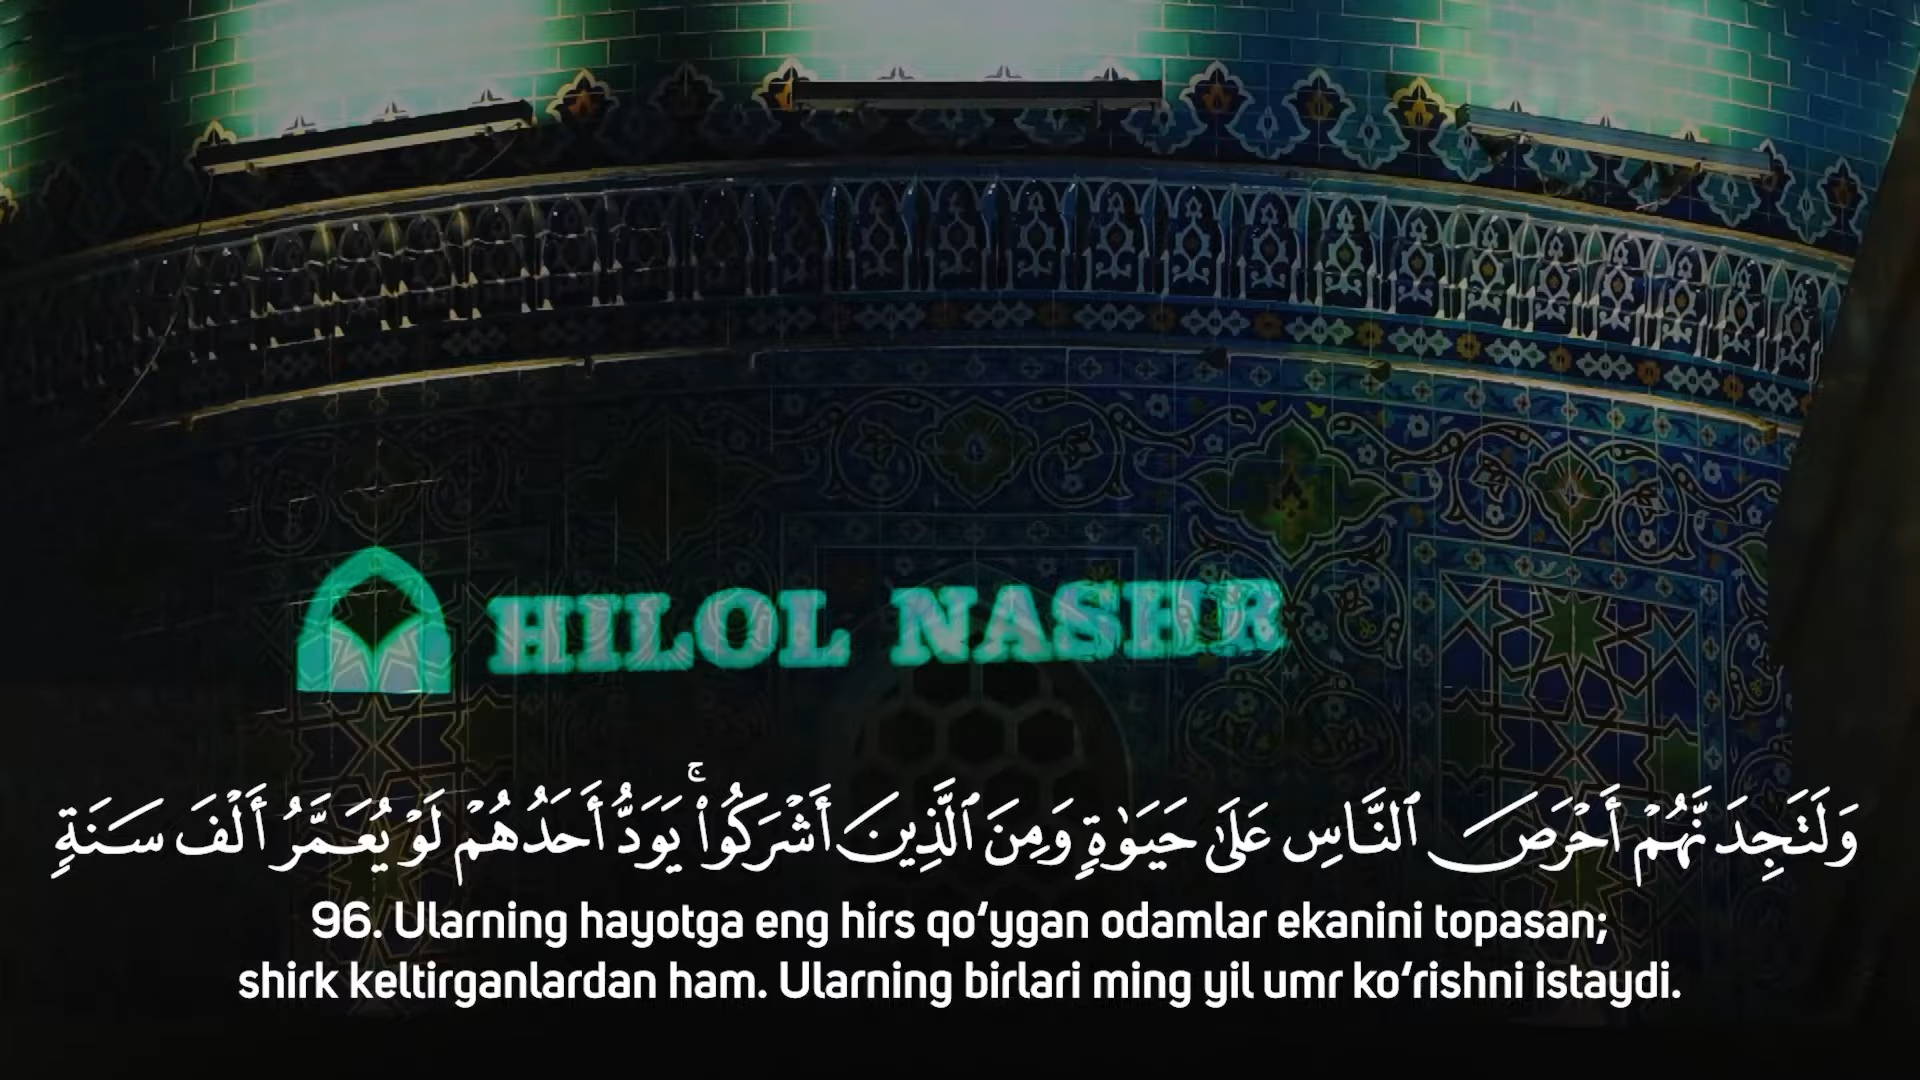 HILOL NASHR
وَلَتَجِدَنَّهُمْ أَحْرَصَ ٱلنَّاسِ عَلَىٰ حَيَوٰةٍ وَمِنَ ٱلَّذِينَ أَشْرَكُوا۟ ۚ يَوَدُّ أَحَدُهُمْ لَوْ يُعَمَّرُ أَلْفَ سَنَةٍ
96. Ularning hayotga eng hirs qo‘ygan odamlar ekanini topasan;
shirk keltirganlardan ham. Ularning birlari ming yil umr ko‘rishni istaydi.